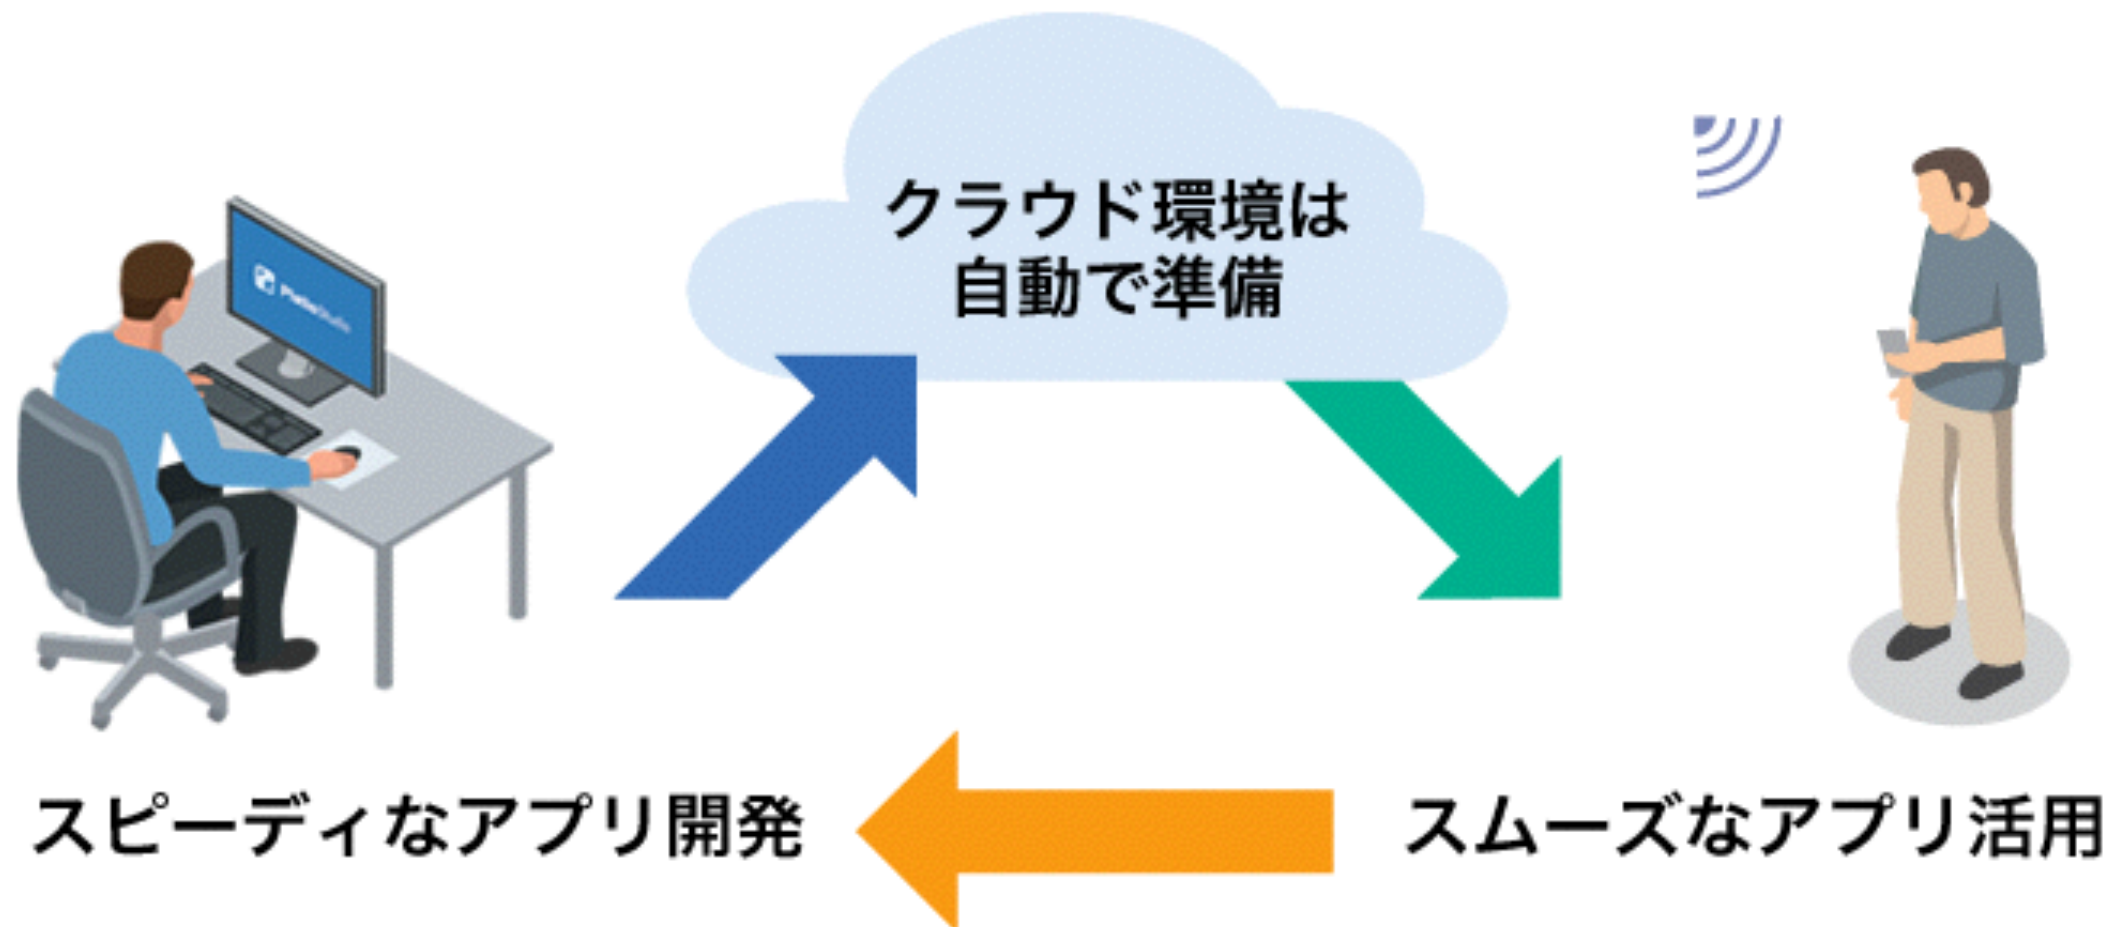 クラウド環境は
自動で準備
スピーディなアプリ開発
スムーズなアプリ活用